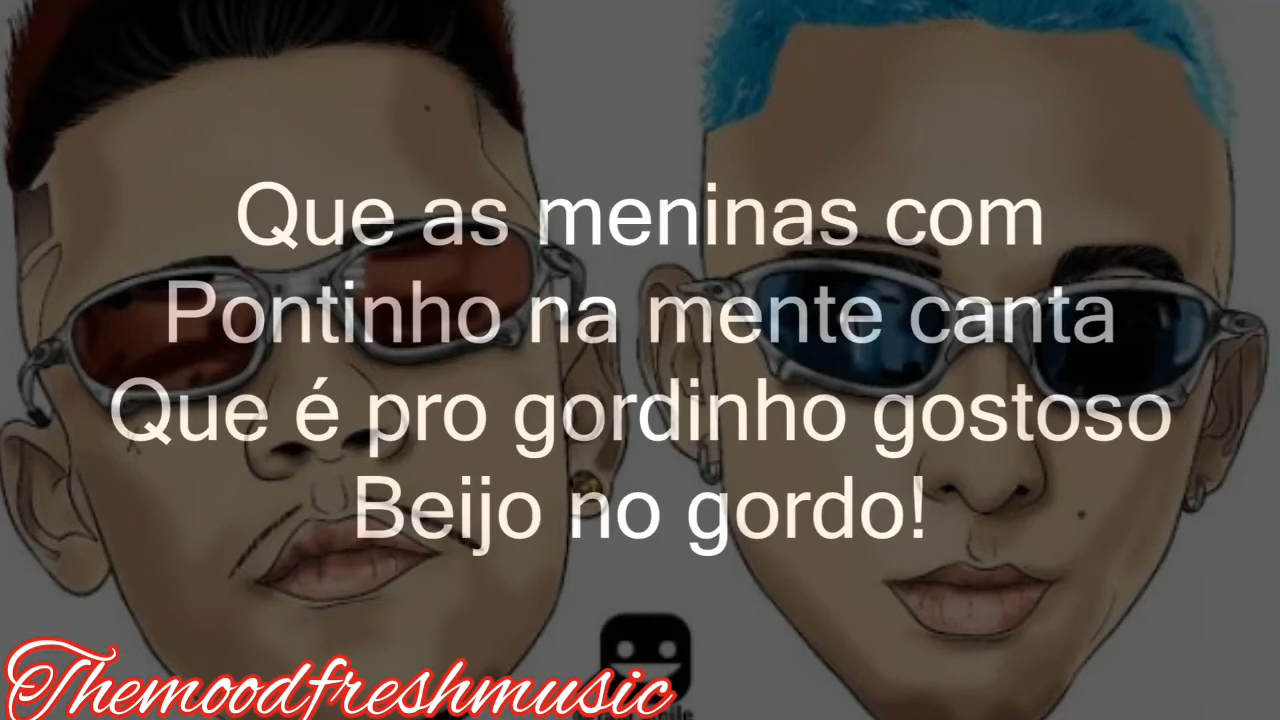 Que as meninas com
Pontinho na mente canta
Que é pro gordinho gostoso
Beijo no gordo!
Themoodfreshmusic